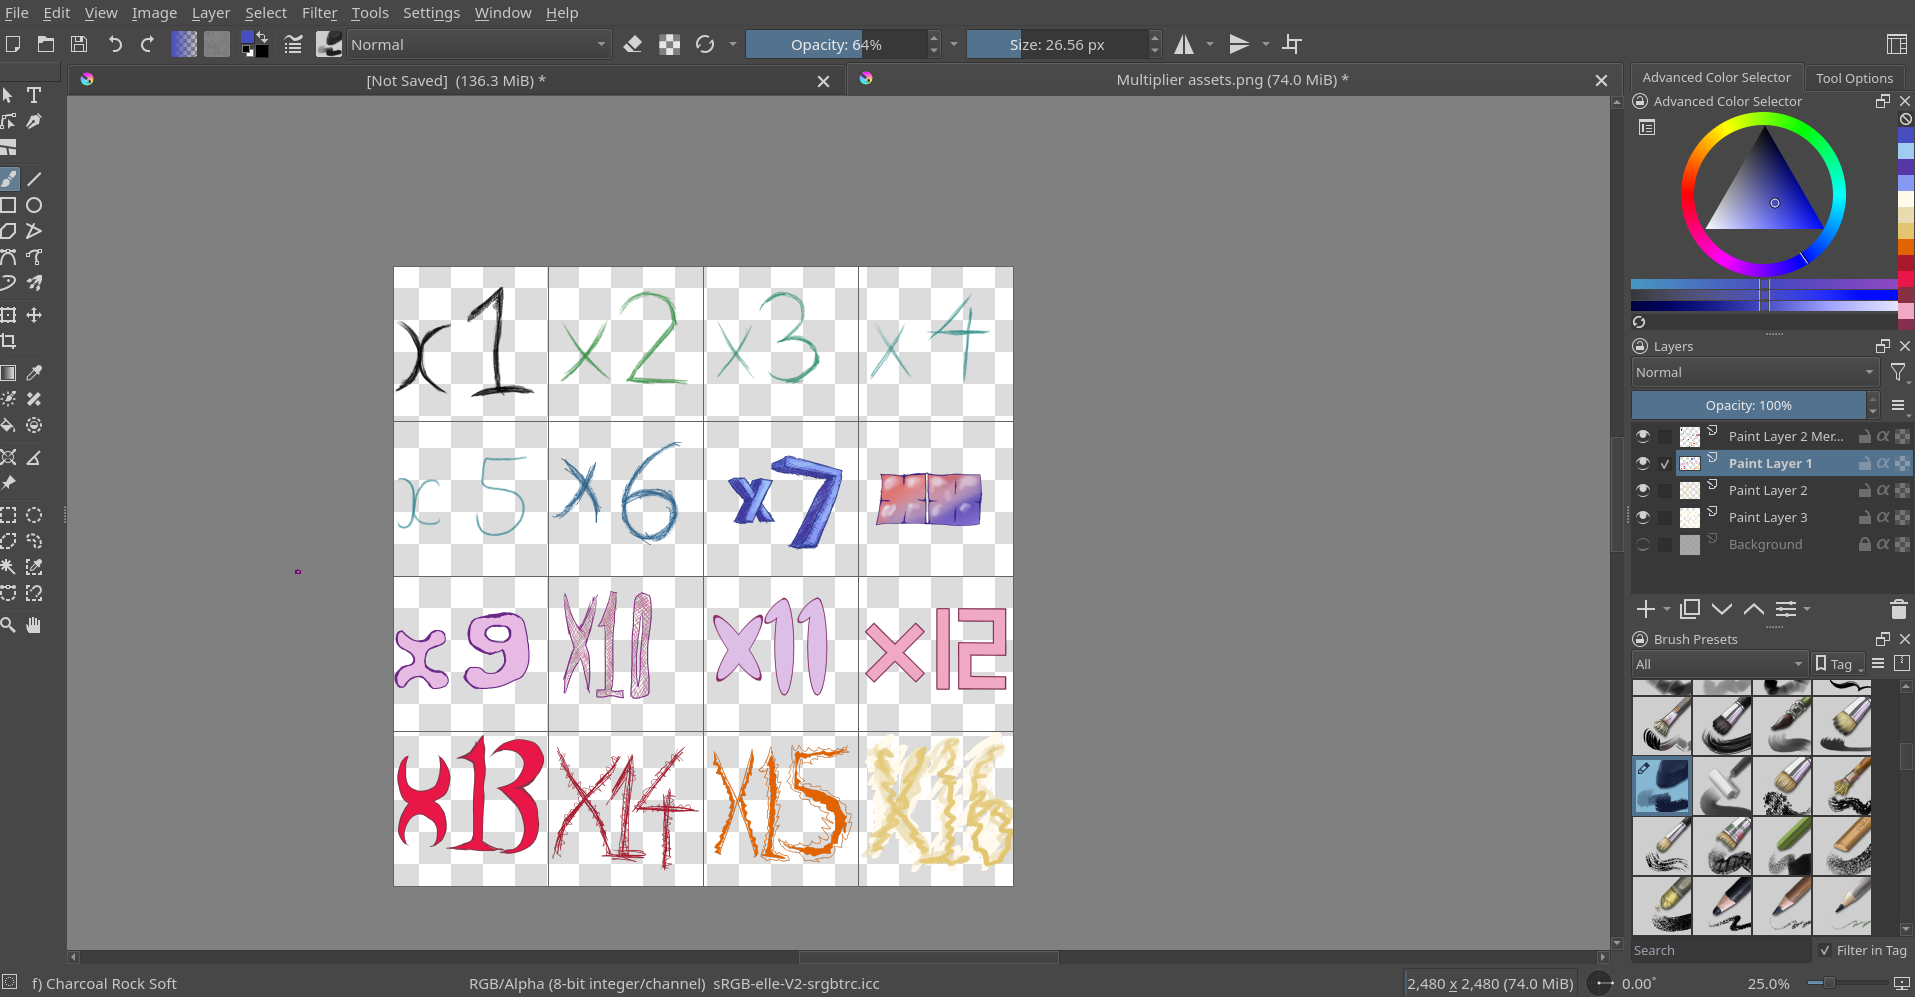 File Edit View Image Layer Select Filter Tools Settings Window Help
Normal
Opacity: 64%
Size: 26.56 px
[Not Saved] (136.3 MiB) *
Multiplier assets.png (74.0 MiB) *
Advanced Color Selector
Tool Options
Advanced Color Selector
x1 x2 x3 x4
x5 x6 x7
x9 x10 x11 x12
x13 x14 x15 x16
Layers
Normal
Opacity: 100%
Paint Layer 2 Mer...
Paint Layer 1
Paint Layer 2
Paint Layer 3
Background
Brush Presets
All
Tag
Search
Filter in Tag
f) Charcoal Rock Soft
RGB/Alpha (8-bit integer/channel) sRGB-elle-V2-srgbtrc.icc
2,480 x 2,480 (74.0 MiB)
0.00°
25.0%